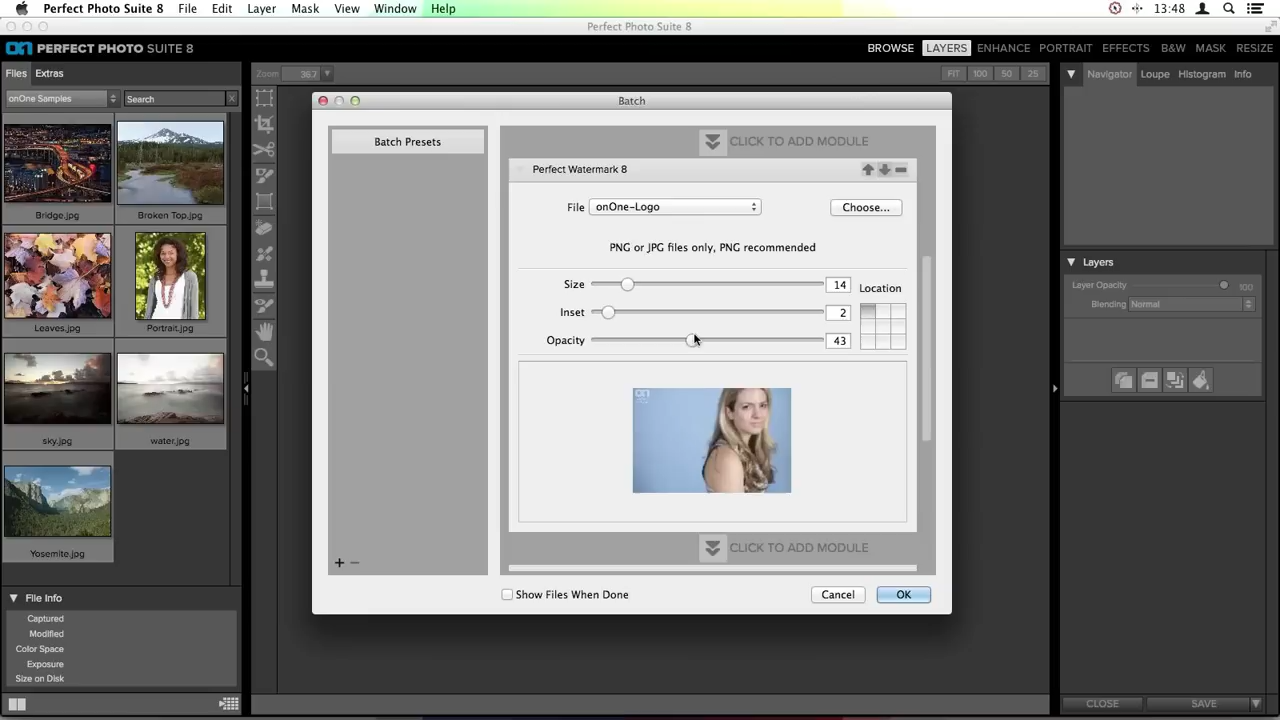 Perfect Photo Suite 8 File Edit Layer Mask View Window Help 13:48
Perfect Photo Suite 8
on PERFECT PHOTO SUITE 8 BROWSE LAYERS ENHANCE PORTRAIT EFFECTS B&W MASK RESIZE
Files Extras Zoom 36.7 FIT 100 50 25 Navigator Loupe Histogram Info
onOne Samples Search X
Batch
Batch Presets
CLICK TO ADD MODULE
Perfect Watermark 8
File onOne-Logo Choose...
PNG or JPG files only, PNG recommended
Size 14 Location
Inset 2
Opacity 43
on
CLICK TO ADD MODULE
+ −
Show Files When Done Cancel OK
Bridge.jpg Broken Top.jpg
Leaves.jpg Portrait.jpg
sky.jpg water.jpg
Yosemite.jpg
File Info
Captured
Modified
Color Space
Exposure
Size on Disk
Layers
Layer Opacity 100
Blending Normal
CLOSE SAVE